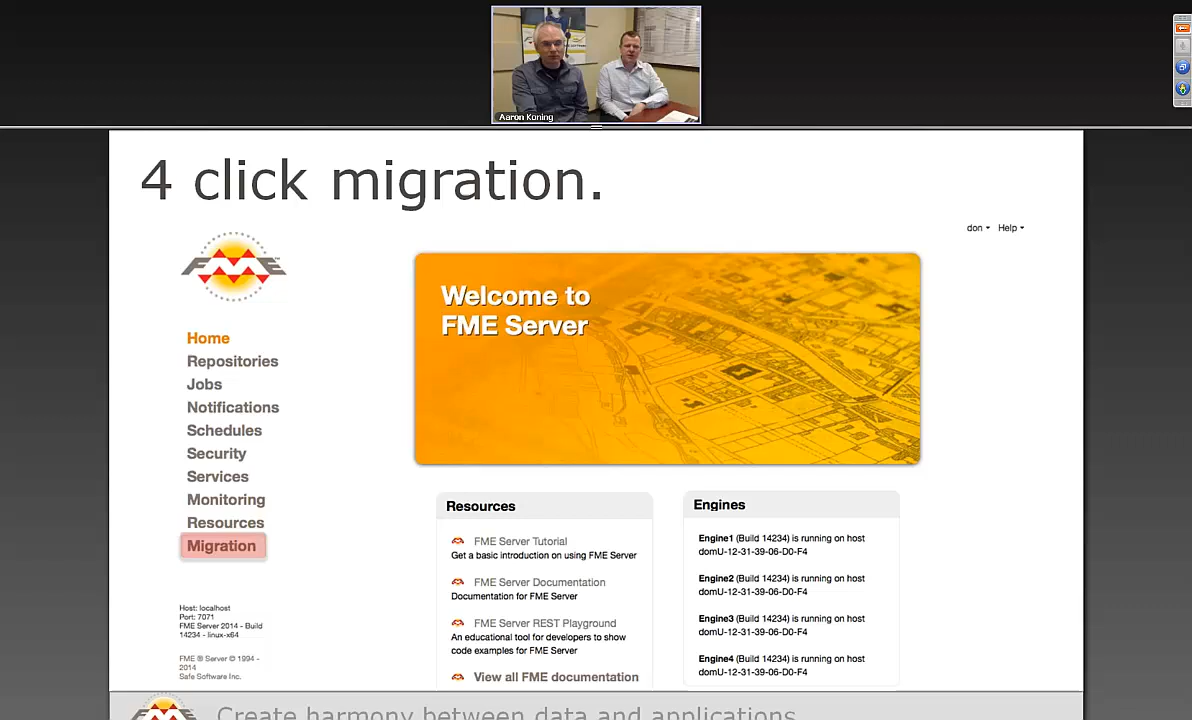 Aaron Koning
4 click migration.
don Help
FME
Welcome to
FME Server
Home
Repositories
Jobs
Notifications
Schedules
Security
Services
Monitoring
Resources
Migration
Host: localhost
Port: 7071
FME Server 2014 - Build
14234 - linux-x64
FME ® Server © 1994 -
2014
Safe Software Inc.
Resources
FME Server Tutorial
Get a basic introduction on using FME Server
FME Server Documentation
Documentation for FME Server
FME Server REST Playground
An educational tool for developers to show
code examples for FME Server
View all FME documentation
Engines
Engine1 (Build 14234) is running on host
domU-12-31-39-06-D0-F4
Engine2 (Build 14234) is running on host
domU-12-31-39-06-D0-F4
Engine3 (Build 14234) is running on host
domU-12-31-39-06-D0-F4
Engine4 (Build 14234) is running on host
domU-12-31-39-06-D0-F4
Create harmony between data and applications